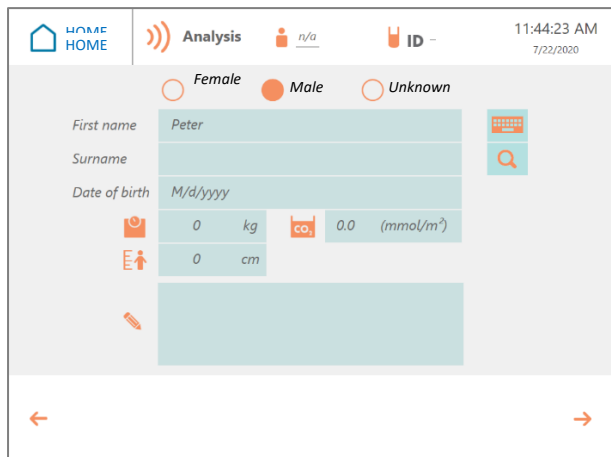 HOME
HOME
Analysis
n/a
ID –
11:44:23 AM
7/22/2020
Female
Male
Unknown
First name
Peter
Surname
Date of birth
M/d/yyyy
0 kg
CO₂
0.0 (mmol/m²)
0 cm